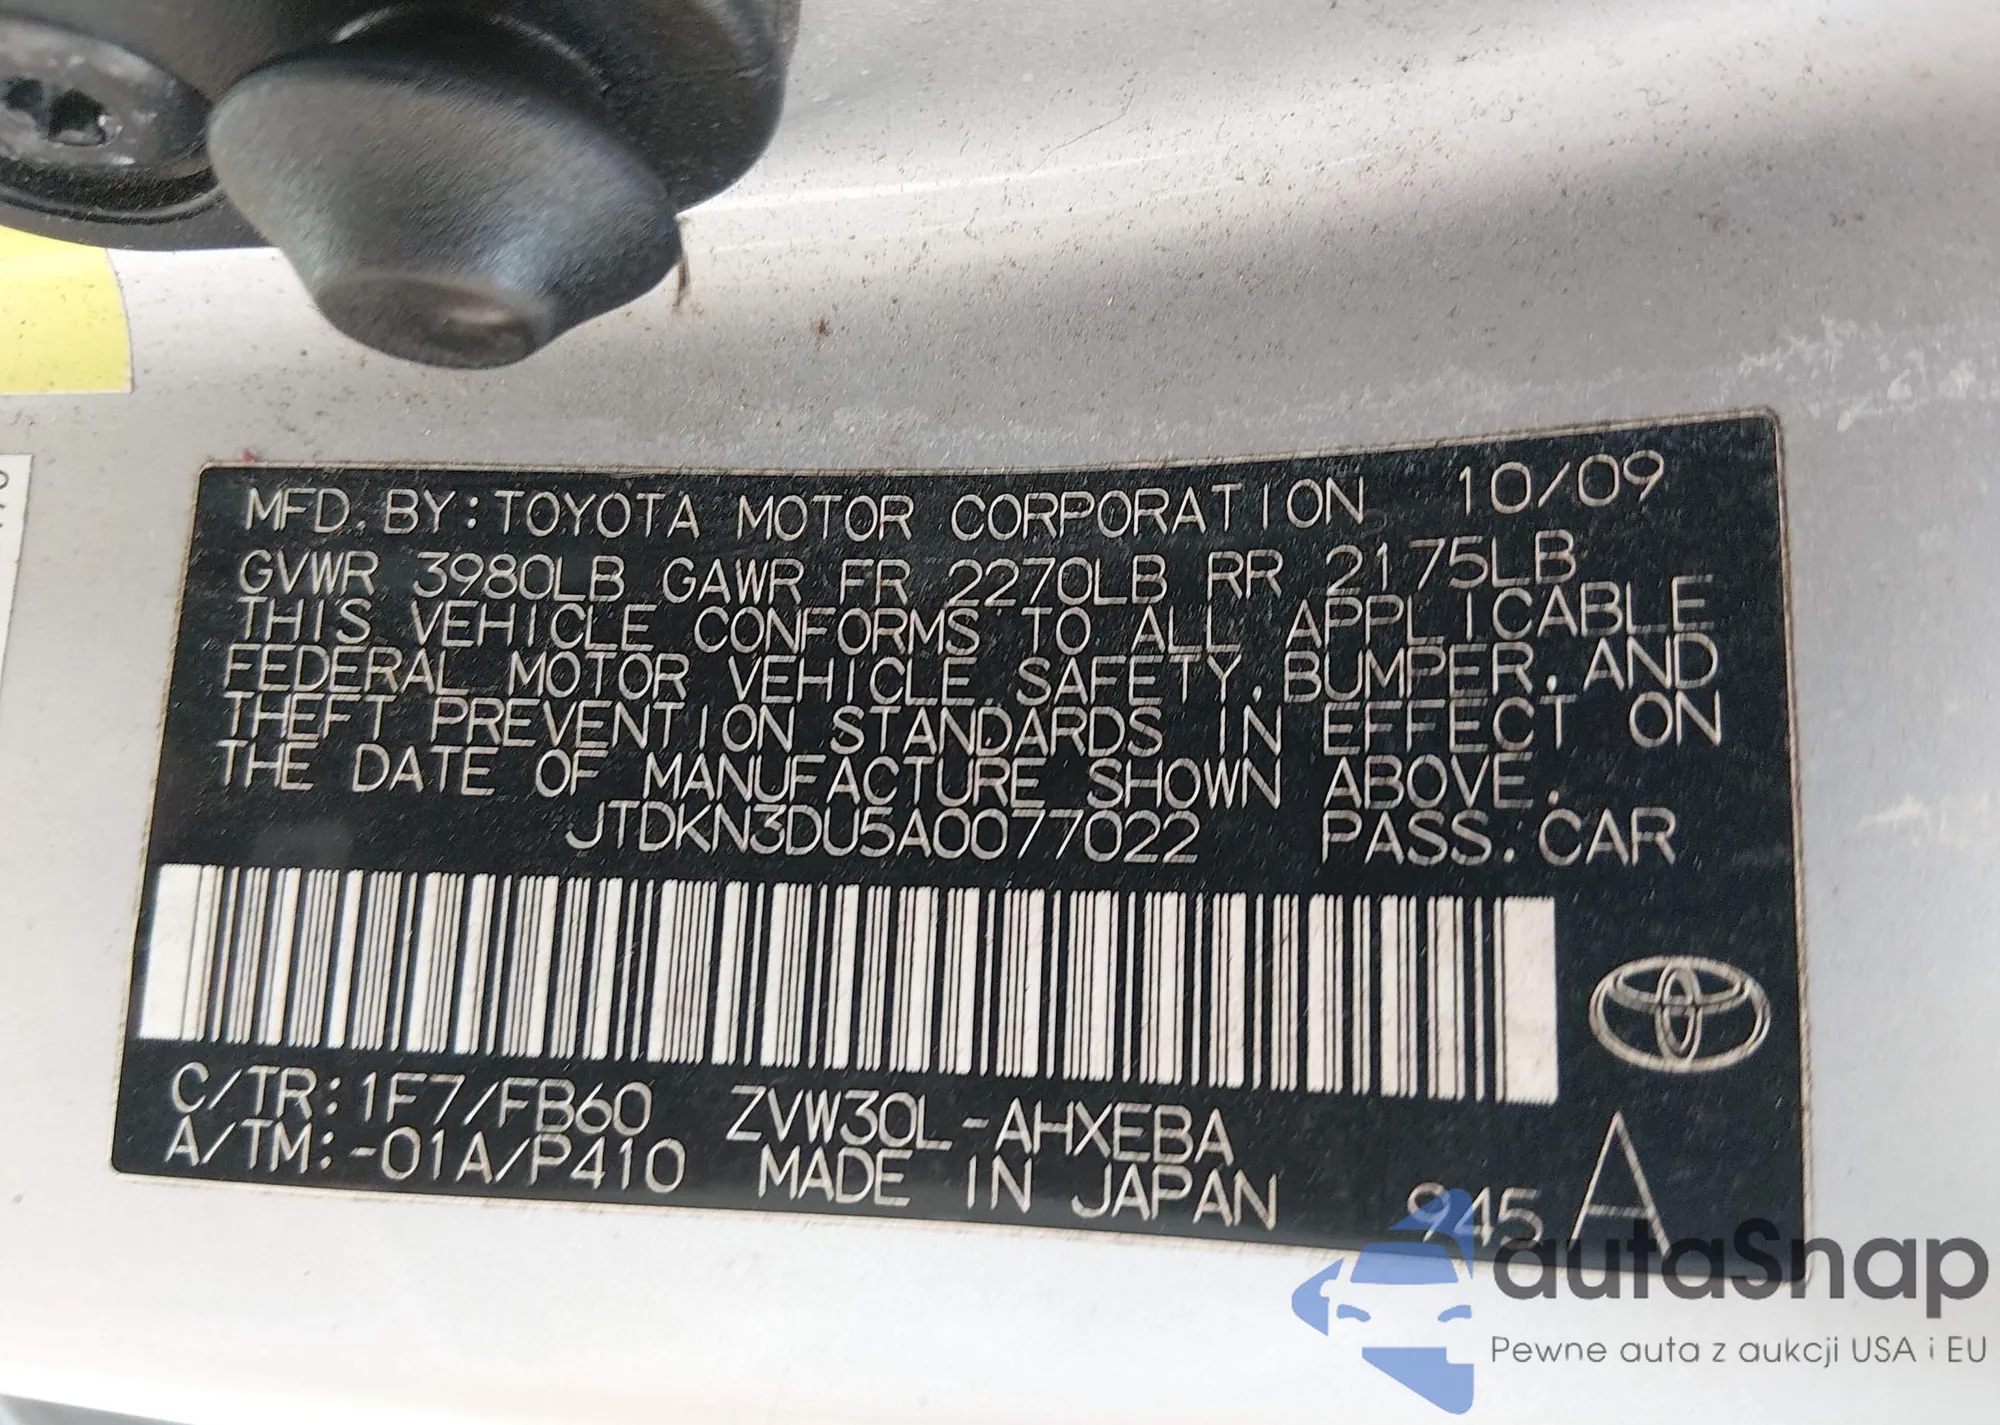 MFD. BY: TOYOTA MOTOR CORPORATION 10/09
GVWR 3980LB GAWR FR 2270LB RR 2175LB
THIS VEHICLE CONFORMS TO ALL APPLICABLE
FEDERAL MOTOR VEHICLE SAFETY, BUMPER, AND
THEFT PREVENTION STANDARDS IN EFFECT ON
THE DATE OF MANUFACTURE SHOWN ABOVE.
JTDKN3DU5A0077022 PASS. CAR
C/TR: 1F7/FB60 ZVW30L-AHXEBA
A/TM: -01A/P410 MADE IN JAPAN 945 A
autaSnap
Pewne auta z aukcji USA i EU